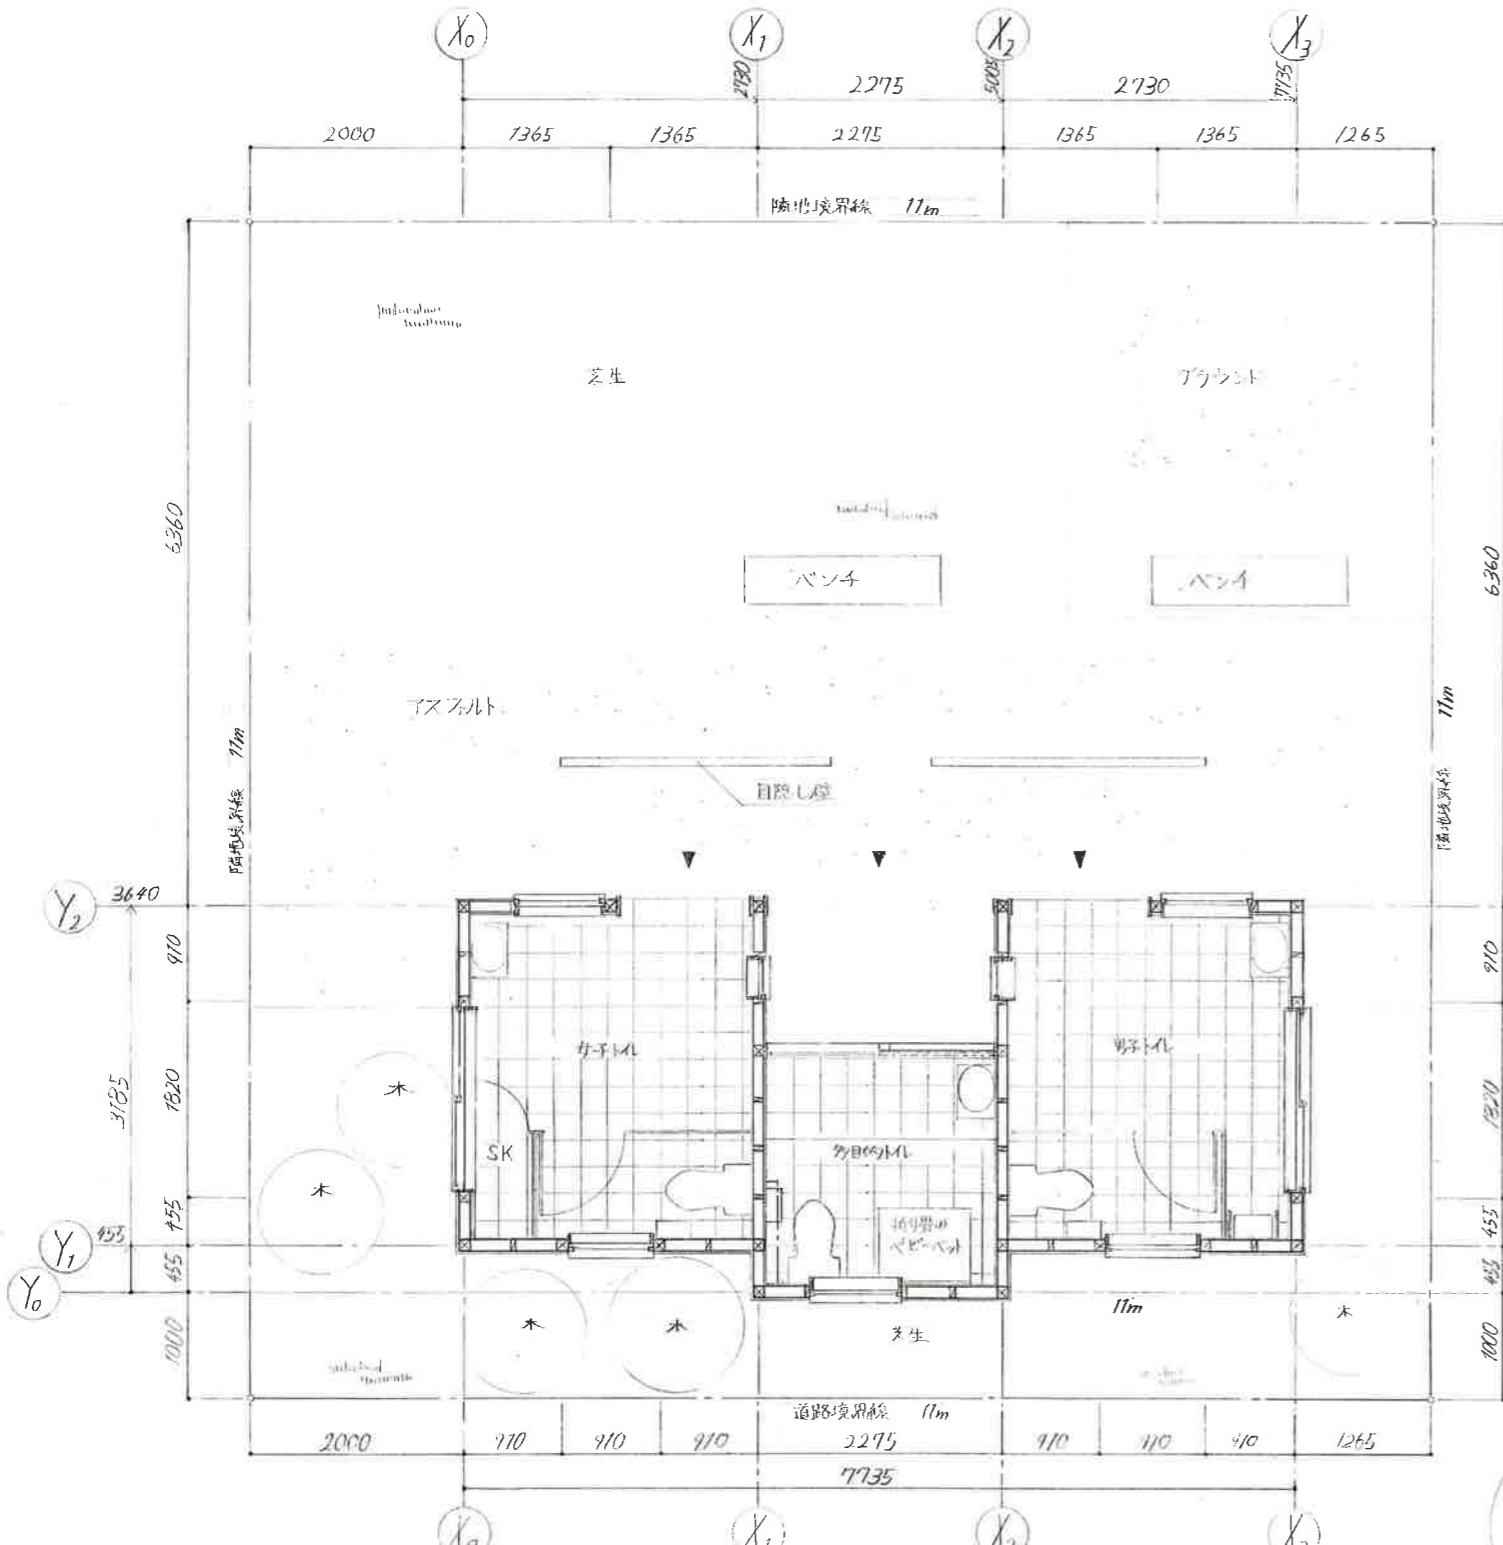 X₀ X₁ X₂ X₃
2730 2275 5005 2730 7735
2000 1365 1365 2275 1365 1365 1265
隣地境界線 11m
芝生
グラウンド
6360
6360
ベンチ
ベンチ
アスファルト
11m
隣地境界線
隣地境界線 11m
目隠し壁
Y₂
3640
910
910
女子トイレ
男子トイレ
3185
1820
1820
木
SK
多目的トイレ
木
455
455
折り畳の
ベビーベット
Y₁
455
455
455
Y₀
11m
木
木
木
芝生
1000
1000
道路境界線 11m
2000 910 910 910 2275 910 910 910 1265
7735
X₀ X₁ X₂ X₃